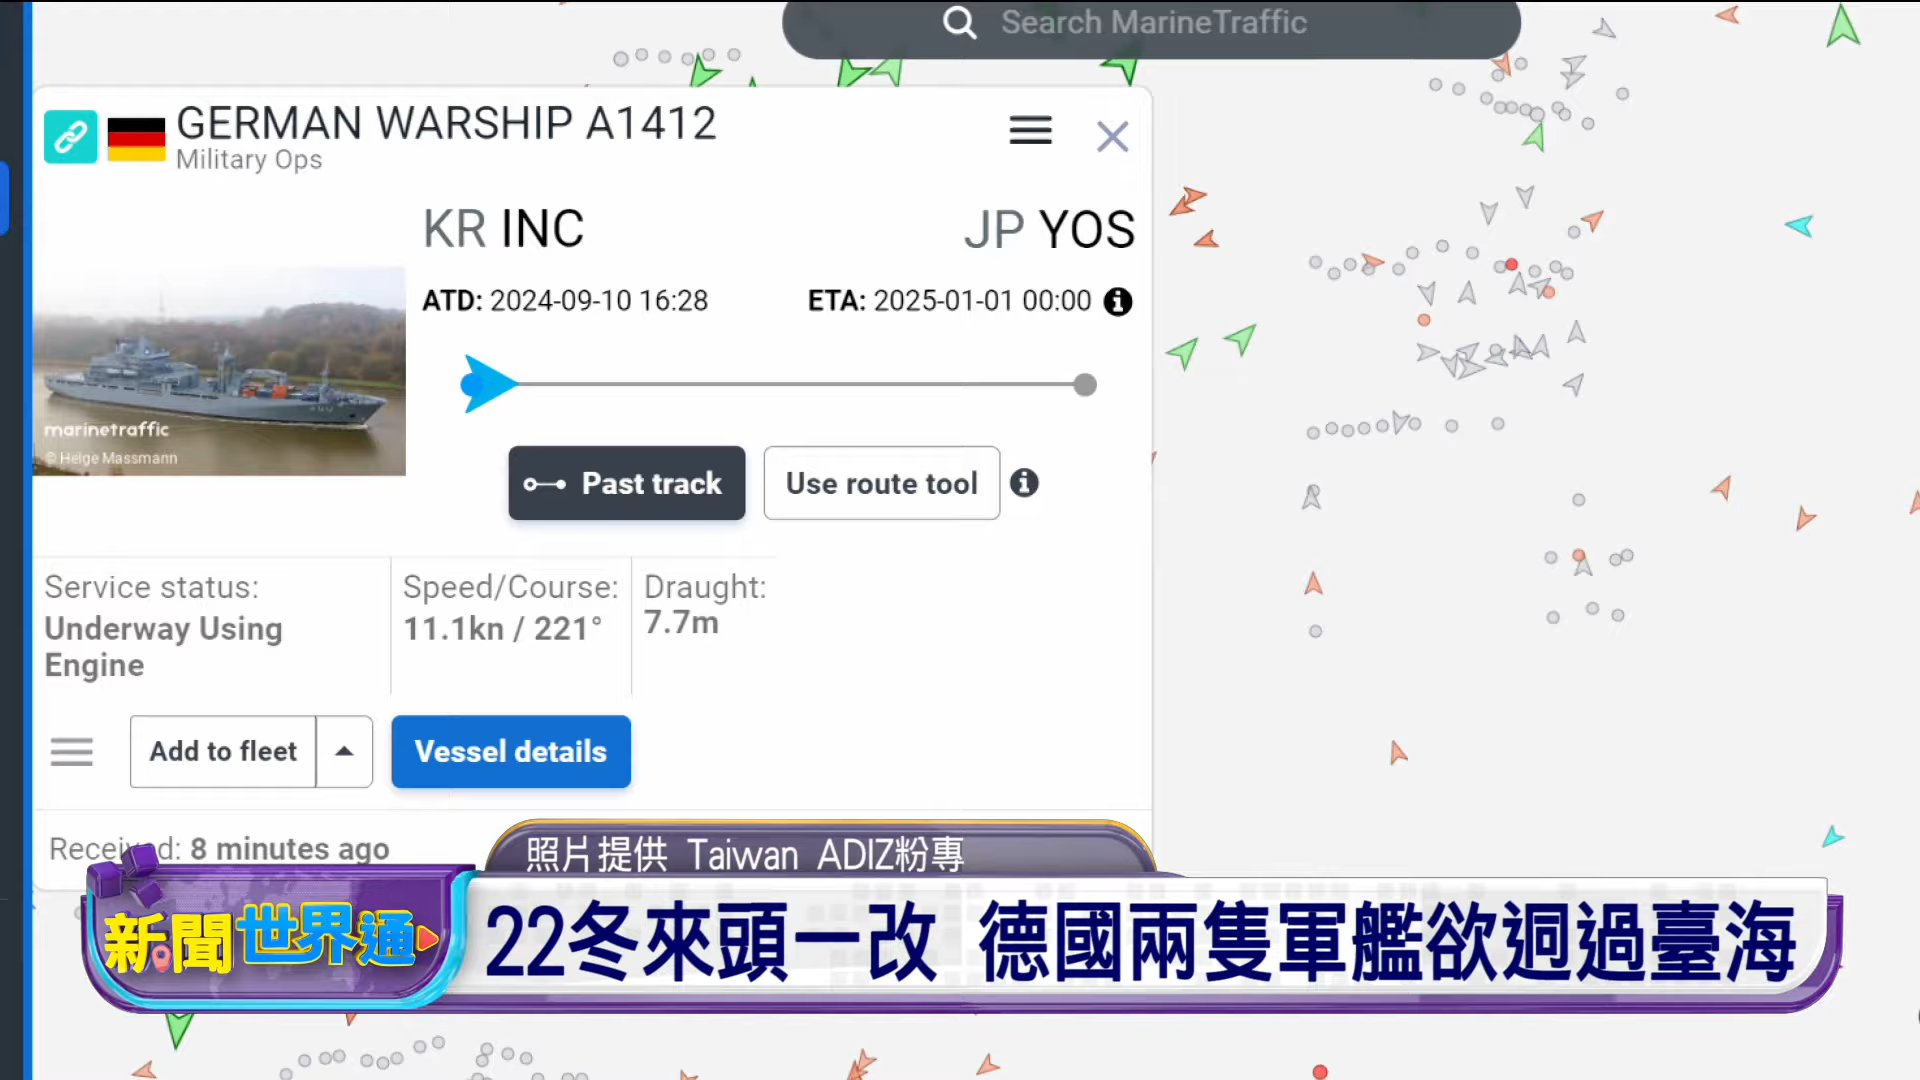 Search MarineTraffic
GERMAN WARSHIP A1412
Military Ops
KR INC
JP YOS
ATD: 2024-09-10 16:28
ETA: 2025-01-01 00:00
marinetraffic
© Helge Massmann
Past track
Use route tool
Service status:
Underway Using
Engine
Speed/Course:
11.1kn / 221°
Draught:
7.7m
Add to fleet
Vessel details
Received: 8 minutes ago
照片提供 Taiwan ADIZ粉專
新聞世界通
22冬來頭一改 德國兩隻軍艦欲迵過臺海